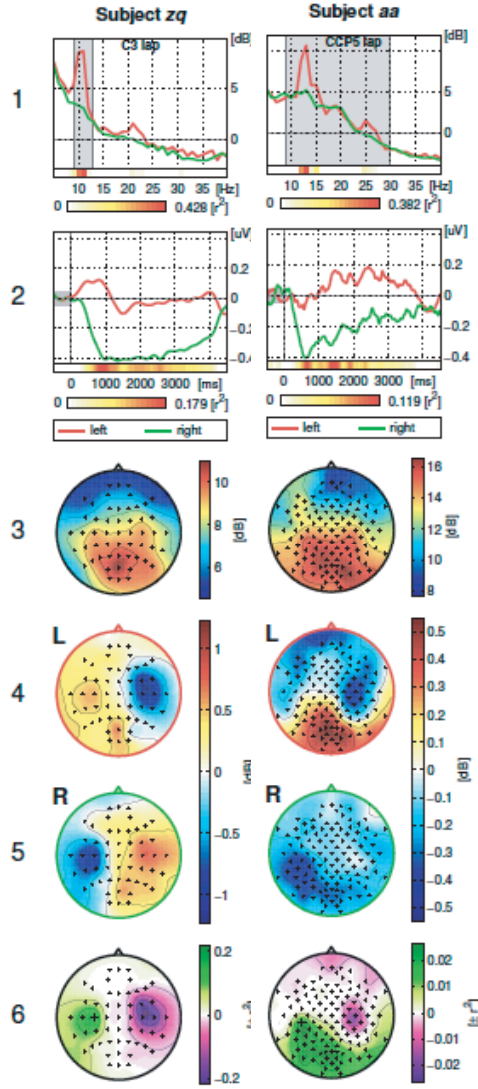 Subject zq
Subject aa
1
C3 lap
[dB]
5
0
10 15 20 25 30 35 [Hz]
0 0.428 [r²]
CCP5 lap
[dB]
5
0
10 15 20 25 30 35 [Hz]
0 0.382 [r²]
2
[uV]
0.2
0
−0.2
0 1000 2000 3000 [ms]
0 0.179 [r²]
left right
[uV]
0.2
0
−0.2
−0.4
0 1000 2000 3000 [ms]
0 0.119 [r²]
left right
3
10
8
6
[dB]
16
14
12
10
8
[dB]
4
L
L
5
R
R
1
0.5
0
−0.5
−1
0.5
0.4
0.3
0.2
0.1
0
−0.1
−0.2
−0.3
−0.4
−0.5
[dB]
6
0.2
0
−0.2
0.02
0.01
0
−0.01
−0.02
[± r²]